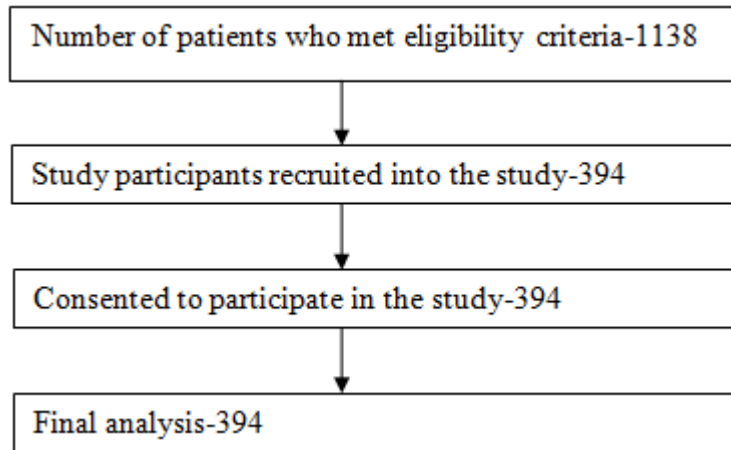 Number of patients who met eligibility criteria-1138
Study participants recruited into the study-394
Consented to participate in the study-394
Final analysis-394